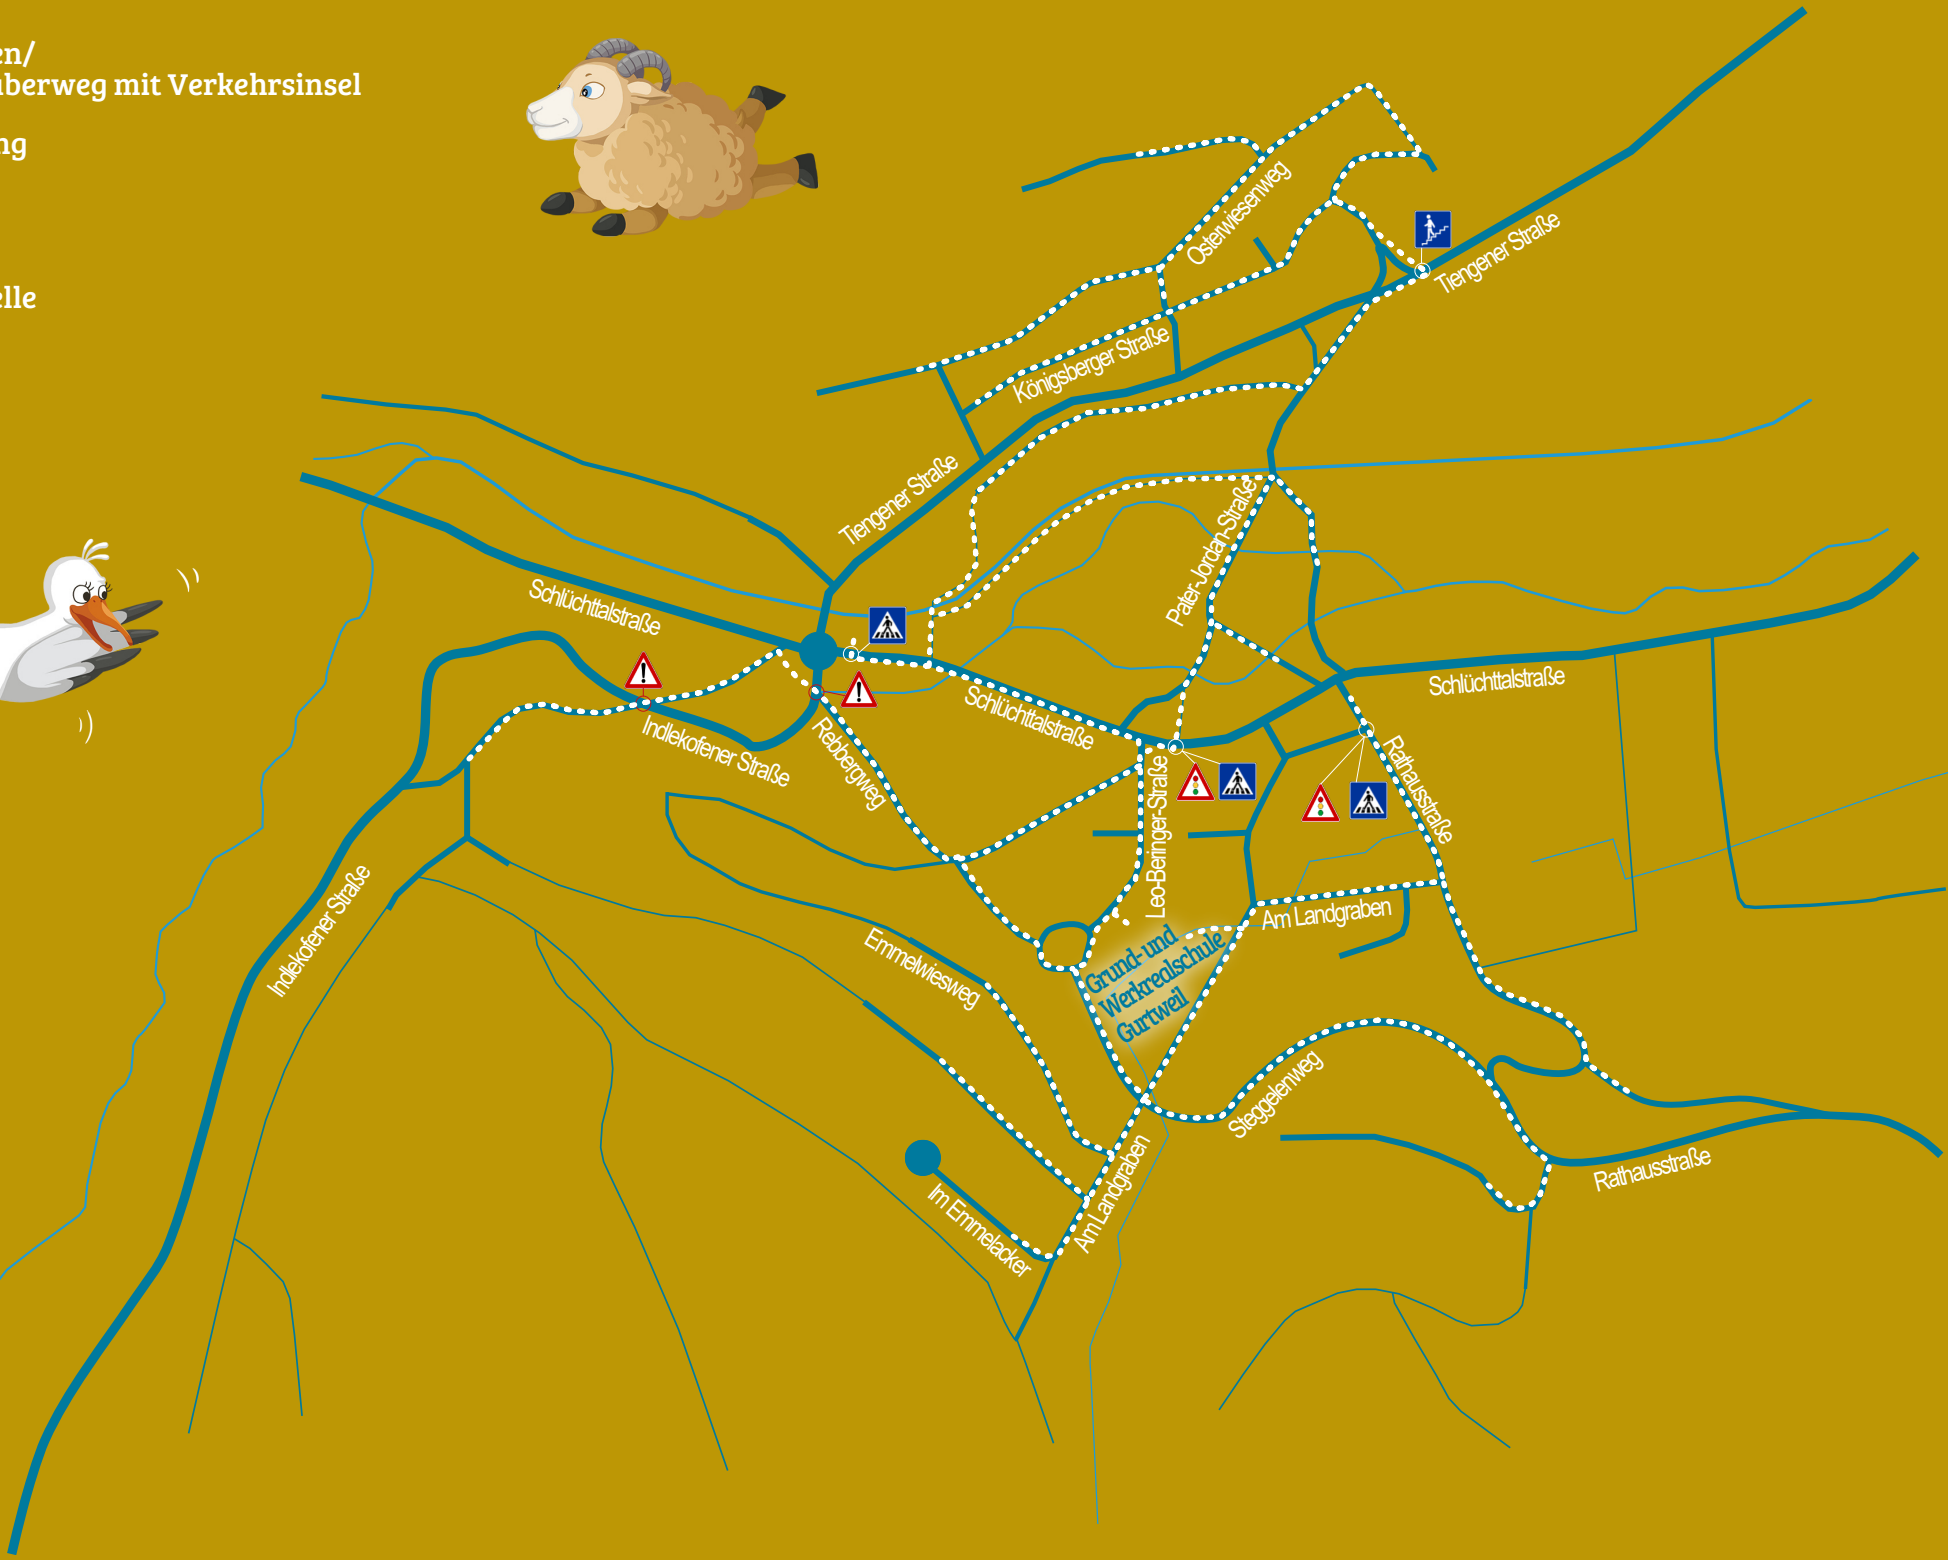 en/
überweg mit Verkehrsinsel
ng
elle
Osterwiesenweg
Tiengener Straße
Königsberger Straße
Tiengener Straße
Pater-Jordan-Straße
Schlüchttalstraße
Schlüchttalstraße
Schlüchttalstraße
Indlekofener Straße
Rebbergweg
Leo-Beringer-Straße
Rathausstraße
Indlekofener Straße
Am Landgraben
Emmelwiesweg
Grund- und
Werkrealschule
Gurtweil
Steggelenweg
Am Landgraben
Im Emmelacker
Rathausstraße